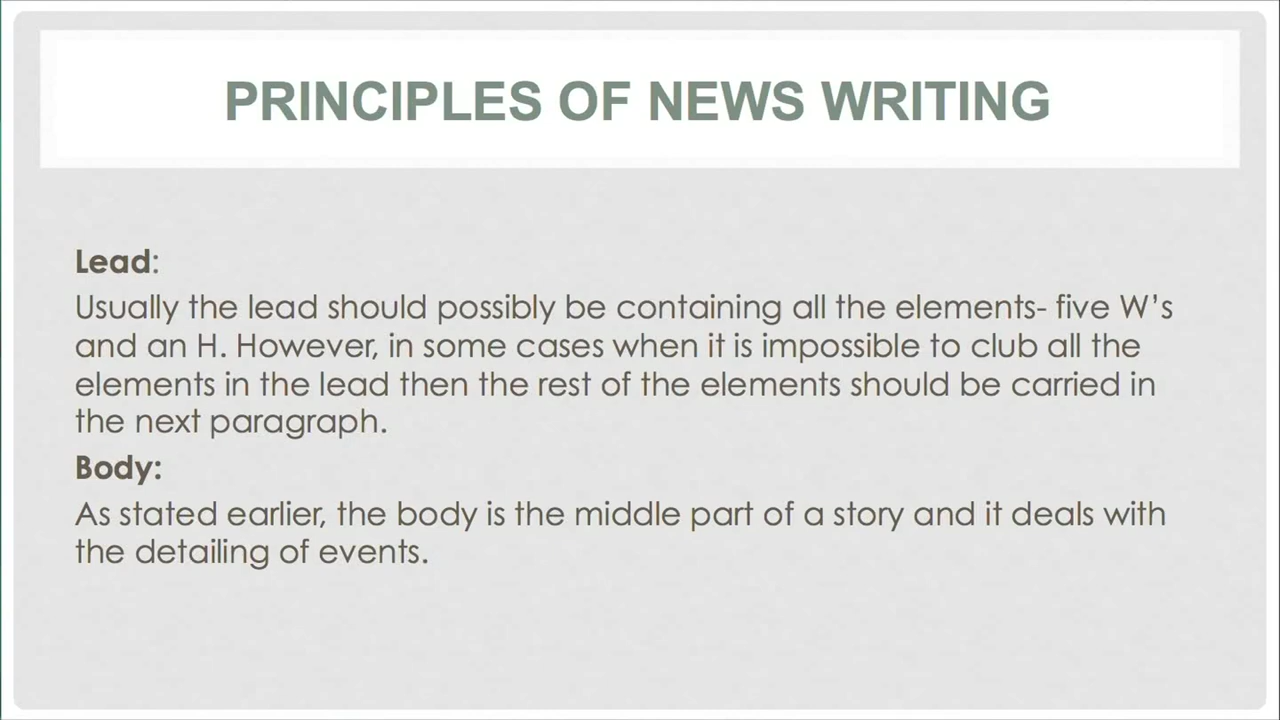 PRINCIPLES OF NEWS WRITING
Lead:
Usually the lead should possibly be containing all the elements- five W’s
and an H. However, in some cases when it is impossible to club all the
elements in the lead then the rest of the elements should be carried in
the next paragraph.
Body:
As stated earlier, the body is the middle part of a story and it deals with
the detailing of events.